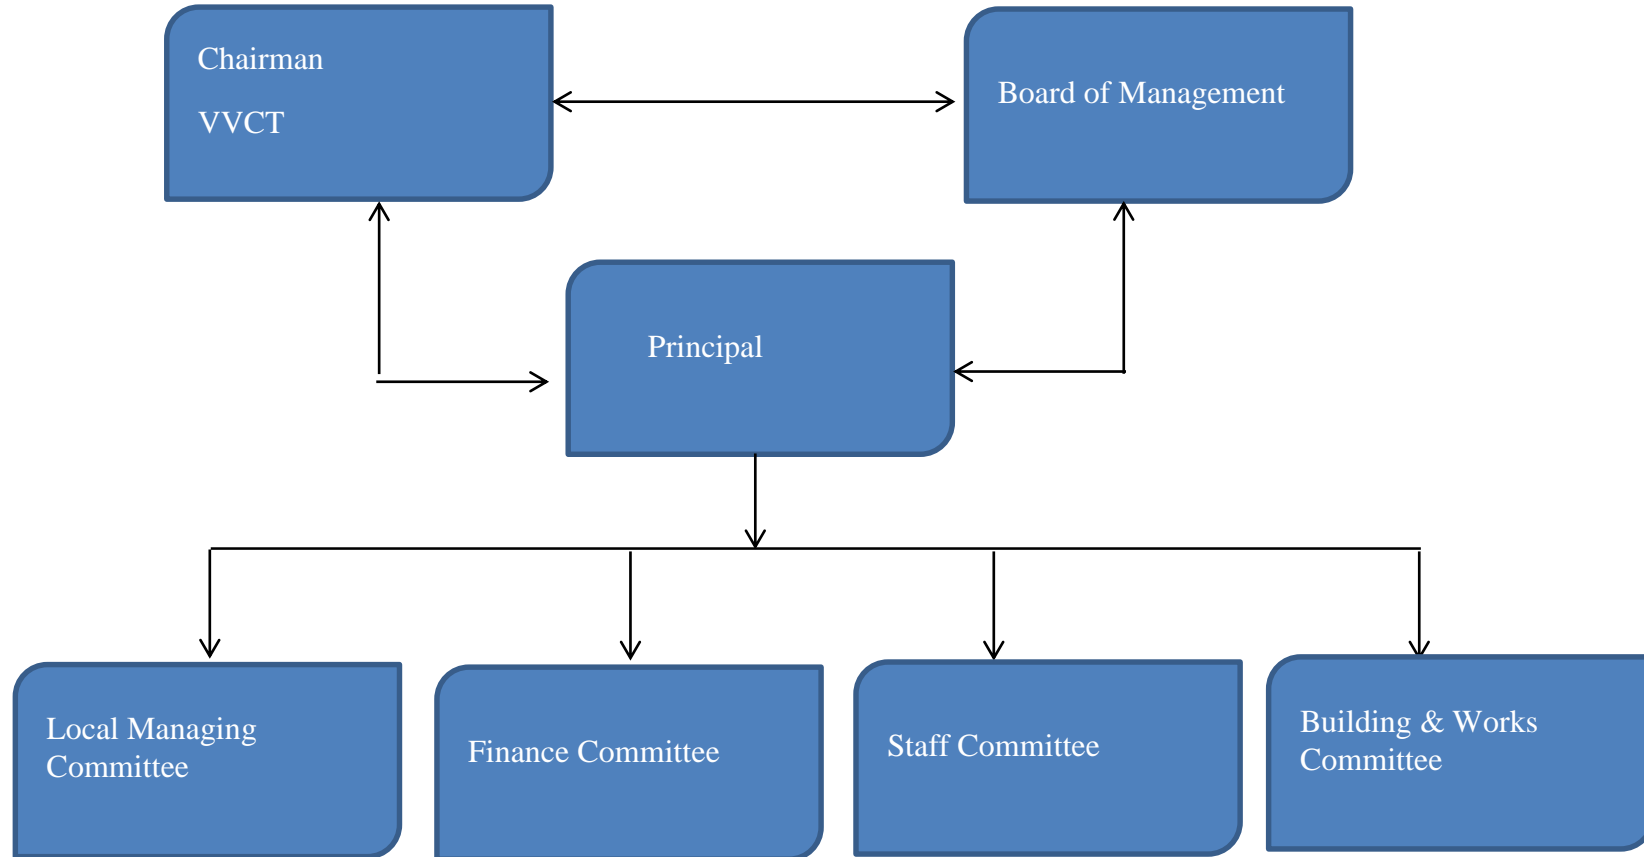 Chairman
VVCT
Board of Management
Principal
Local Managing
Committee
Finance Committee
Staff Committee
Building & Works
Committee